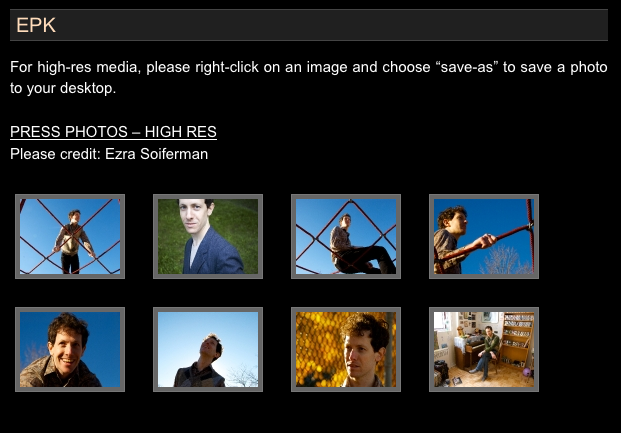 EPK
For high-res media, please right-click on an image and choose “save-as” to save a photo
to your desktop.
PRESS PHOTOS – HIGH RES
Please credit: Ezra Soiferman